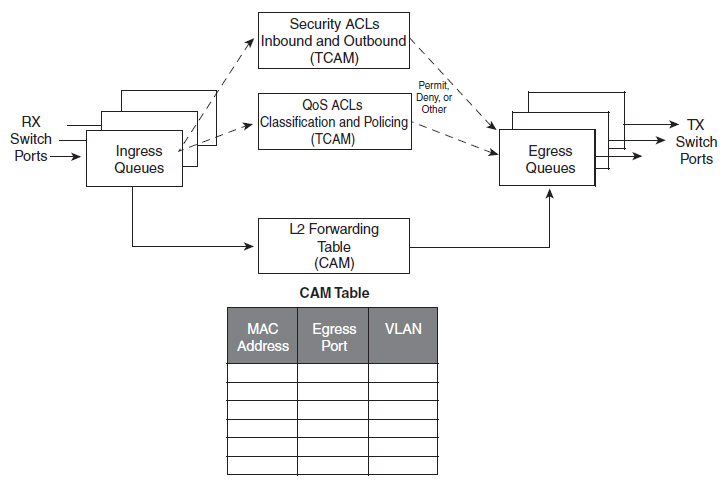 Security ACLs
Inbound and Outbound
(TCAM)
Permit,
Deny, or
Other
QoS ACLs
Classification and Policing
(TCAM)
RX
Switch
Ports
Ingress
Queues
Egress
Queues
TX
Switch
Ports
L2 Forwarding
Table
(CAM)
CAM Table
MAC
Address
Egress
Port
VLAN